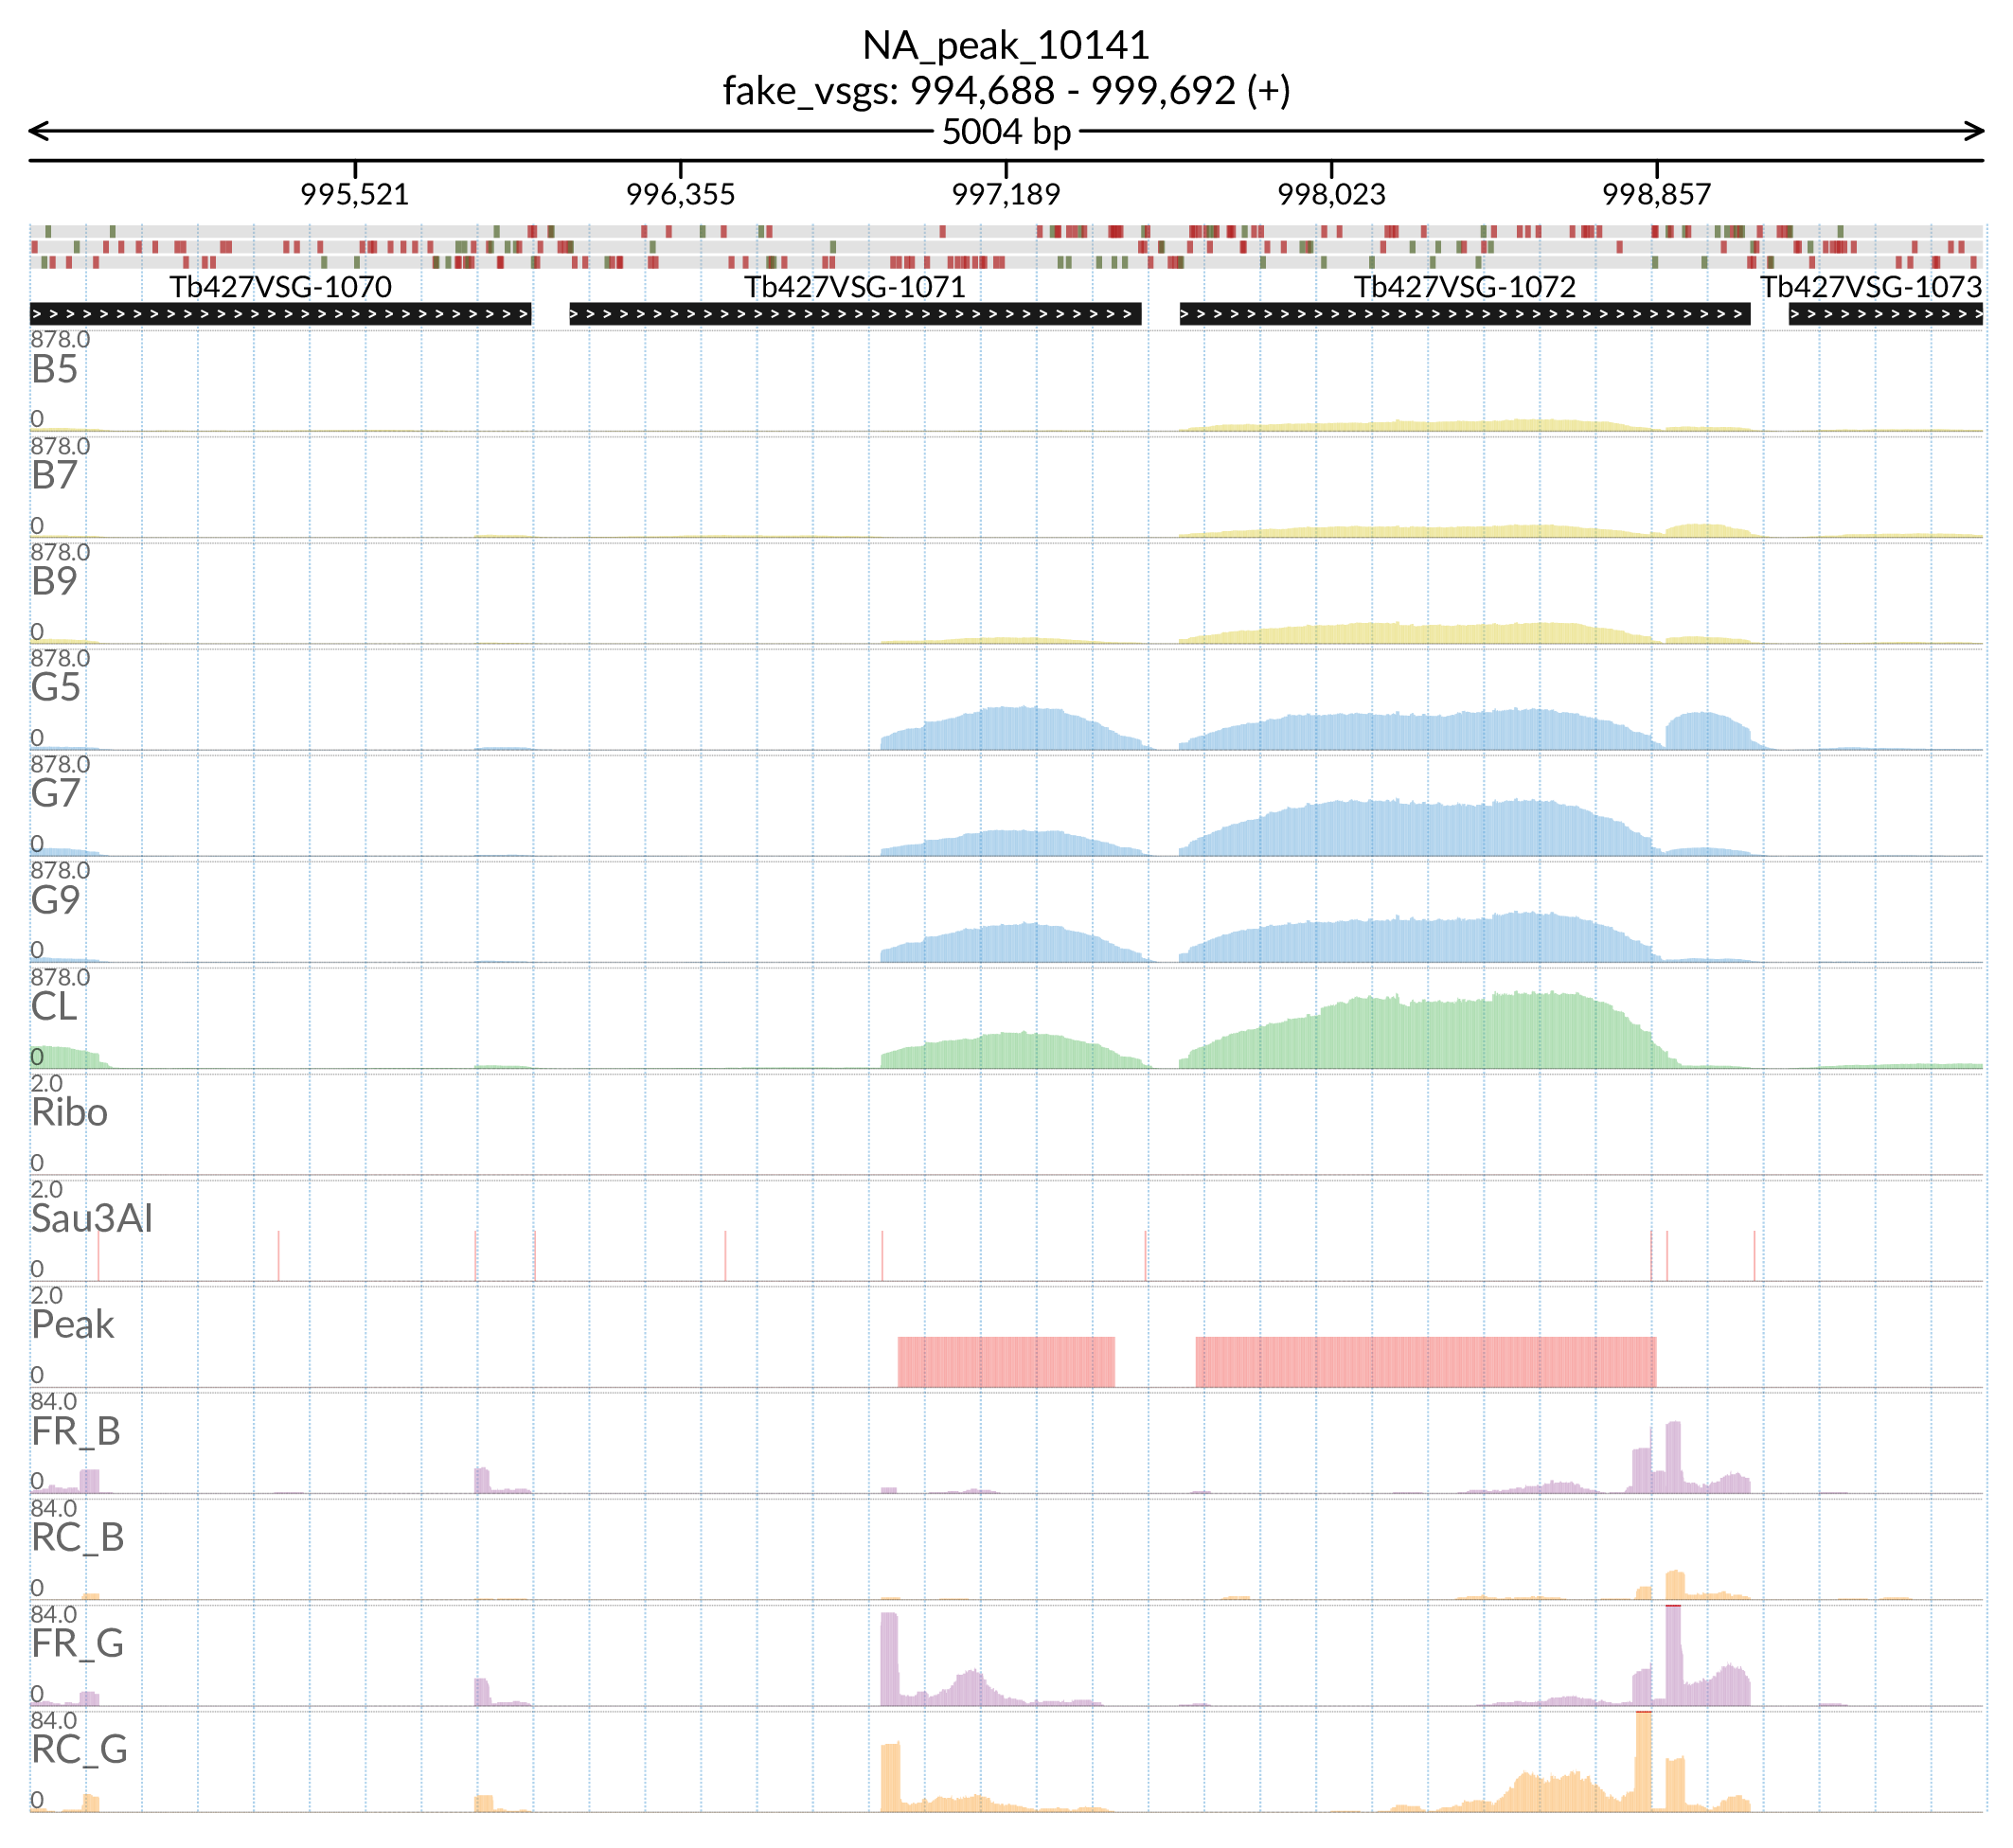 NA_peak_10141
fake_vsgs: 994,688 - 999,692 (+)
5004 bp
995,521 996,355 997,189 998,023 998,857
Tb427VSG-1070 Tb427VSG-1071 Tb427VSG-1072 Tb427VSG-1073
878.0
B5
0
878.0
B7
0
878.0
B9
0
878.0
G5
0
878.0
G7
0
878.0
G9
0
878.0
CL
0
2.0
Ribo
0
2.0
Sau3AI
0
2.0
Peak
0
84.0
FR_B
0
84.0
RC_B
0
84.0
FR_G
0
84.0
RC_G
0